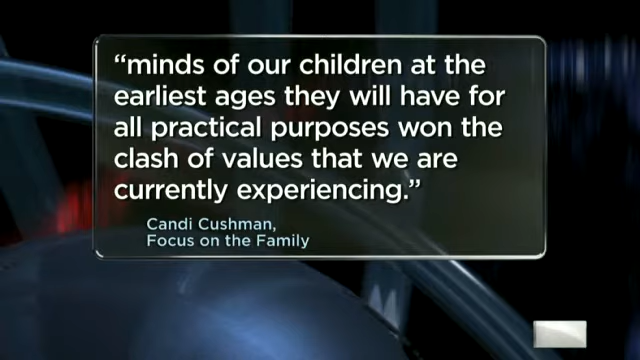 “minds of our children at the
earliest ages they will have for
all practical purposes won the
clash of values that we are
currently experiencing.”
Candi Cushman,
Focus on the Family